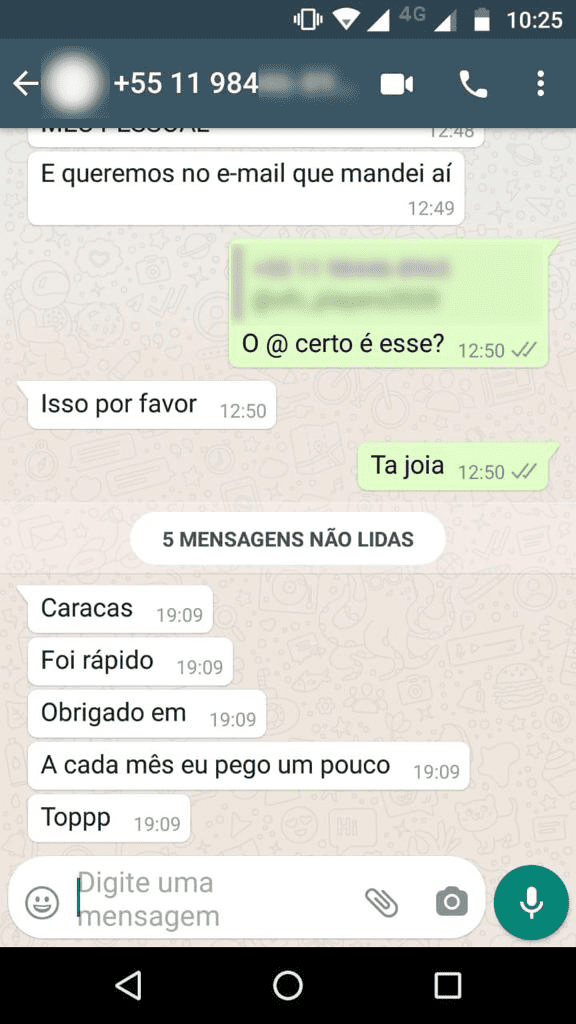 4G 10:25
+55 11 984
12:48
E queremos no e-mail que mandei aí
12:49
O @ certo é esse? 12:50
Isso por favor 12:50
Ta joia 12:50
5 MENSAGENS NÃO LIDAS
Caracas 19:09
Foi rápido 19:09
Obrigado em 19:09
A cada mês eu pego um pouco 19:09
Toppp 19:09
Digite uma
mensagem